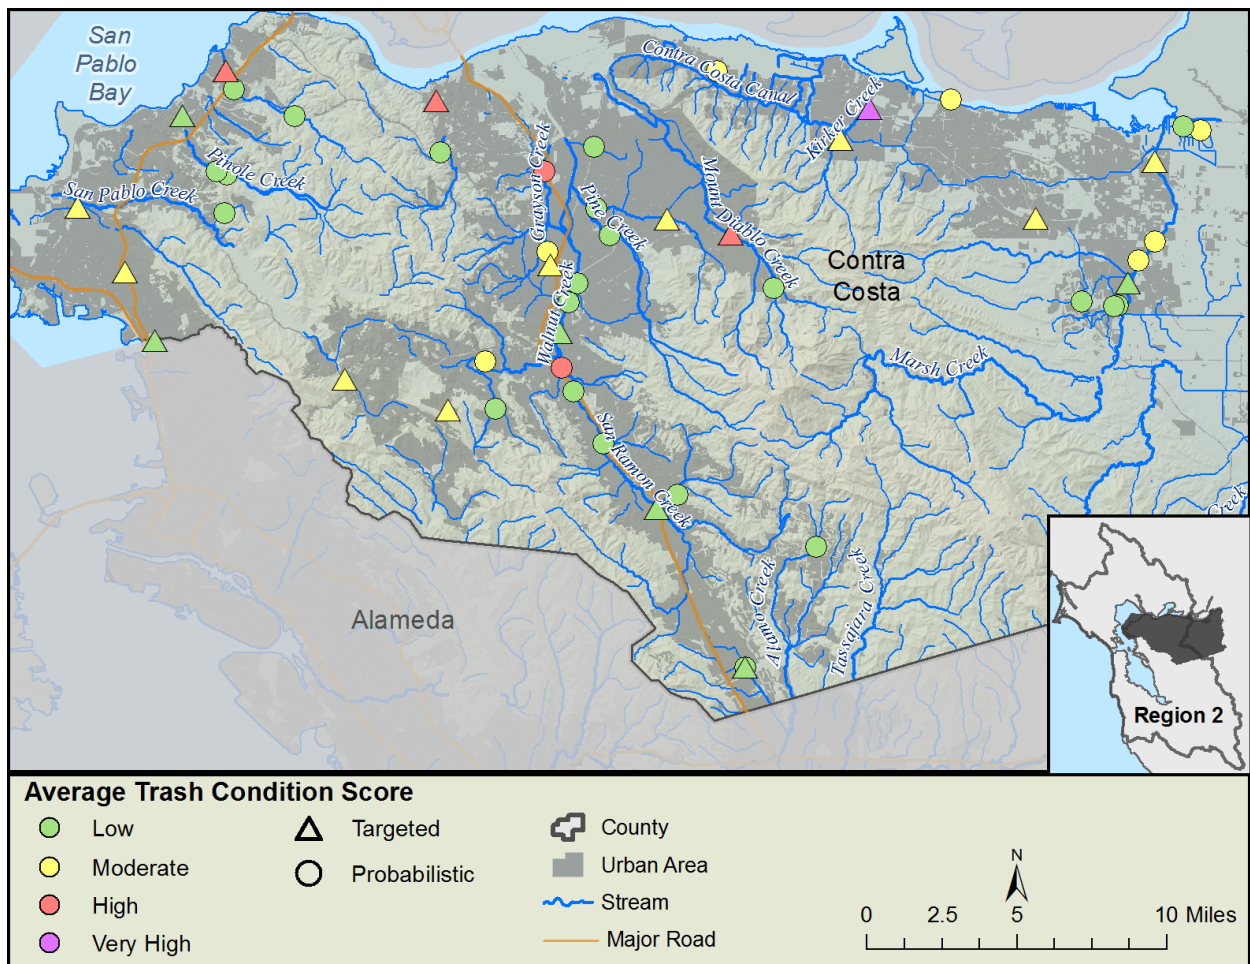 San
Pablo
Bay
Contra Costa Canal
Kirker Creek
Grayson Creek
Pinole Creek
San Pablo Creek
Pine Creek
Mount Diablo Creek
Contra
Costa
Walnut Creek
Marsh Creek
San Ramon Creek
Creek
Alamo Creek
Tassajara Creek
Alameda
Region 2
Average Trash Condition Score
Low
Moderate
High
Very High
Targeted
Probabilistic
County
Urban Area
Stream
Major Road
N
0 2.5 5 10 Miles